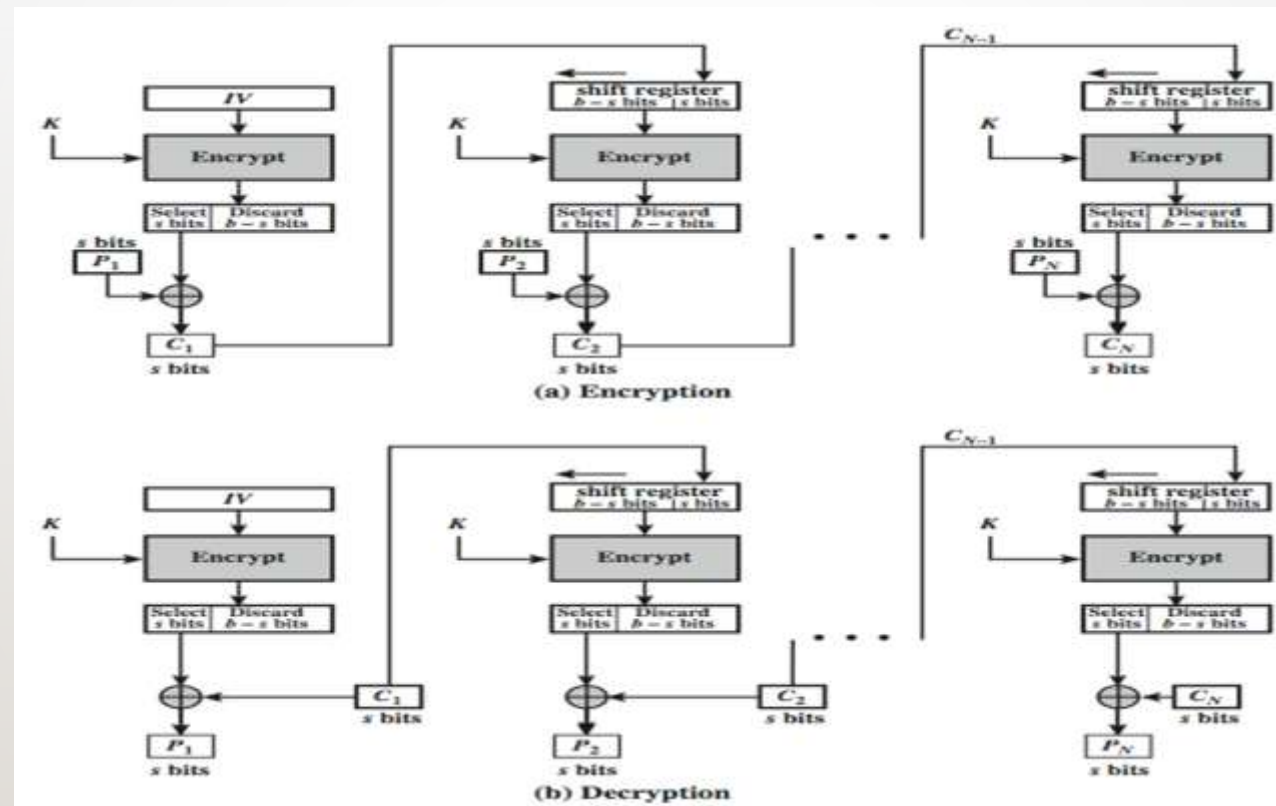 C_{N-1}
IV
shift register
b – s bits | s bits
shift register
b – s bits | s bits
K
Encrypt
K
Encrypt
K
Encrypt
Select Discard
s bits b – s bits
Select Discard
s bits b – s bits
Select Discard
s bits b – s bits
s bits
P_1
s bits
P_2
s bits
P_N
• • •
C_1
s bits
C_2
s bits
C_N
s bits
(a) Encryption
C_{N-1}
IV
shift register
b – s bits | s bits
shift register
b – s bits | s bits
K
Encrypt
K
Encrypt
K
Encrypt
Select Discard
s bits b – s bits
Select Discard
s bits b – s bits
Select Discard
s bits b – s bits
• • •
C_1
s bits
C_2
s bits
C_N
s bits
P_1
s bits
P_2
s bits
P_N
s bits
(b) Decryption